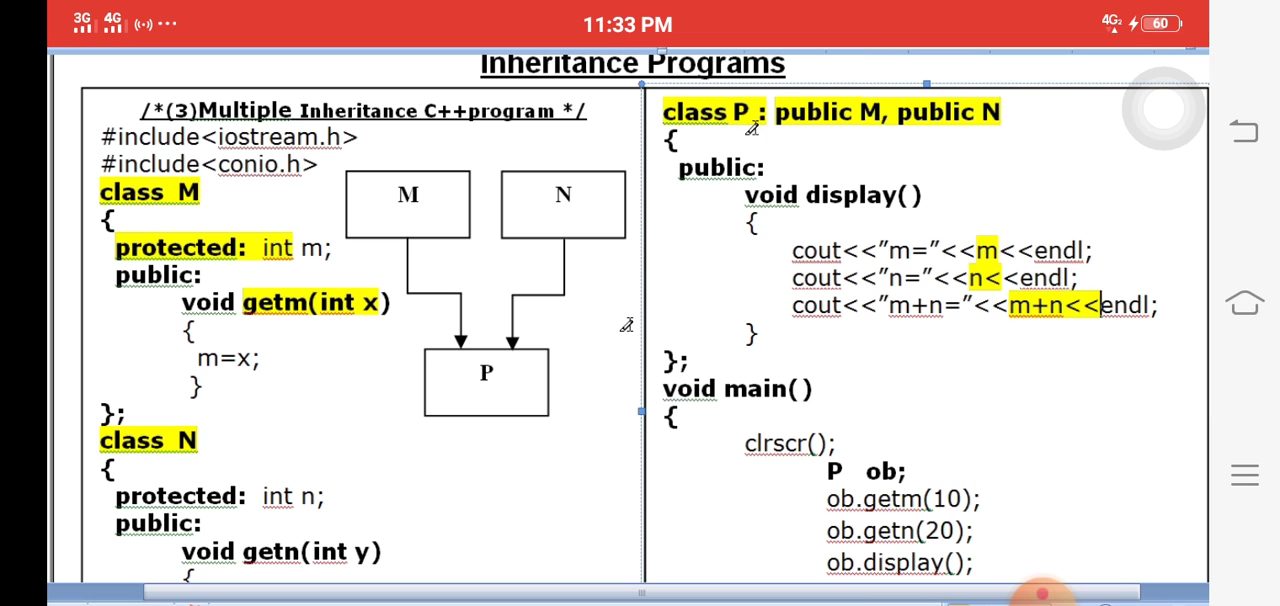 3G 4G 11:33 PM 4G2 60
Inheritance Programs
/*(3)Multiple Inheritance C++program */
#include<iostream.h>
#include<conio.h>
class M
{
protected: int m;
public:
void getm(int x)
{
m=x;
}
};
class N
{
protected: int n;
public:
void getn(int y)
{
M
N
P
class P : public M, public N
{
public:
void display()
{
cout<<”m=”<<m<<endl;
cout<<”n=”<<n<<endl;
cout<<”m+n=”<<m+n<<endl;
}
};
void main()
{
clrscr();
P ob;
ob.getm(10);
ob.getn(20);
ob.display();